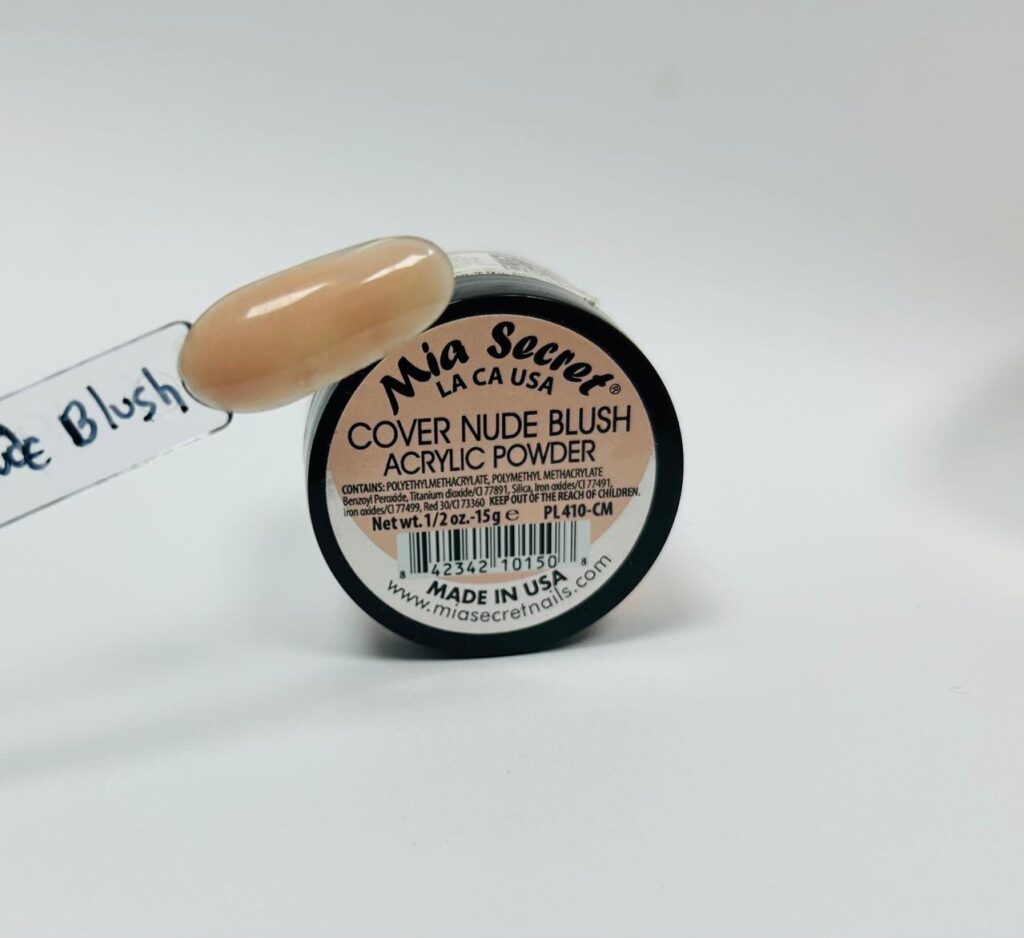 Blush
Mia Secret®
LA CA USA
COVER NUDE BLUSH
ACRYLIC POWDER
CONTAINS: POLYETHYLMETHACRYLATE, POLYMETHYL METHACRYLATE
Benzoyl Peroxide, Titanium dioxide/CI 77891, Silica, Iron oxides/CI 77491,
Iron oxides/CI 77499, Red 30/CI 73360 KEEP OUT OF THE REACH OF CHILDREN.
Net wt. 1/2 oz.-15g ℮ PL410-CM
8 42342 10150 8
MADE IN USA
www.miasecretnails.com